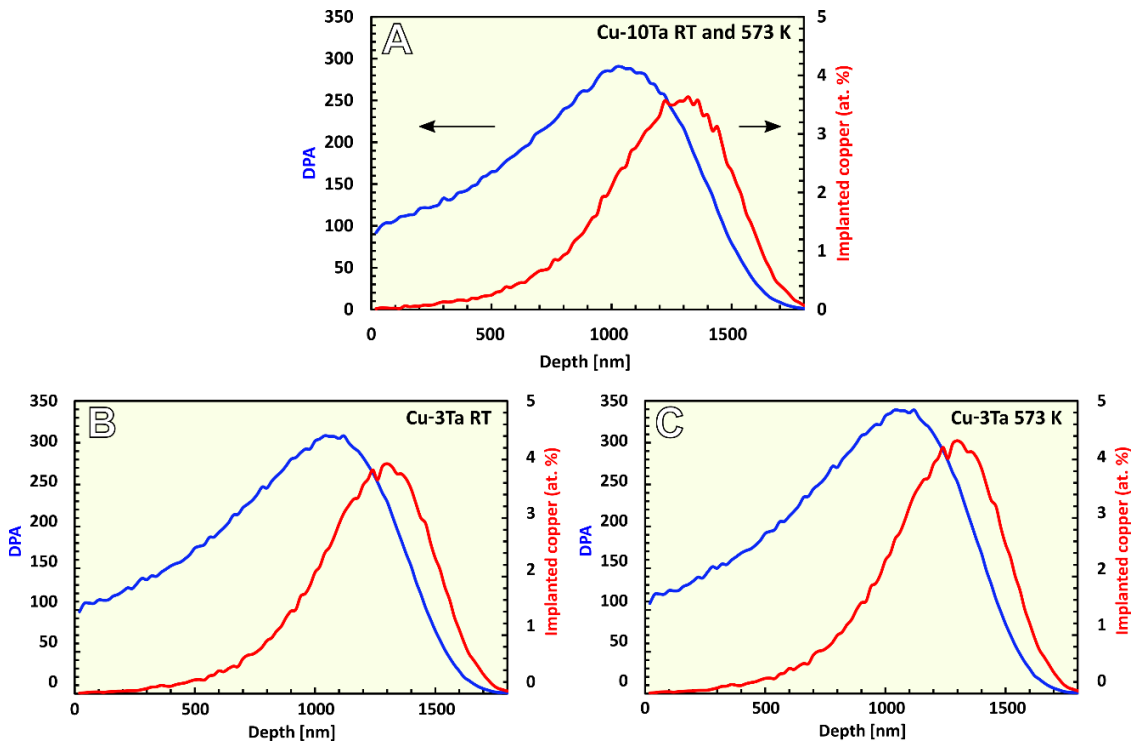 A
Cu-10Ta RT and 573 K
350
300
250
200
150
100
50
0
DPA
5
4
3
2
1
0
Implanted copper (at. %)
0 500 1000 1500
Depth [nm]
B
Cu-3Ta RT
350
300
250
200
150
100
50
0
DPA
5
4
3
2
1
0
Implanted copper (at. %)
0 500 1000 1500
Depth [nm]
C
Cu-3Ta 573 K
350
300
250
200
150
100
50
0
DPA
5
4
3
2
1
0
Implanted copper (at. %)
0 500 1000 1500
Depth [nm]